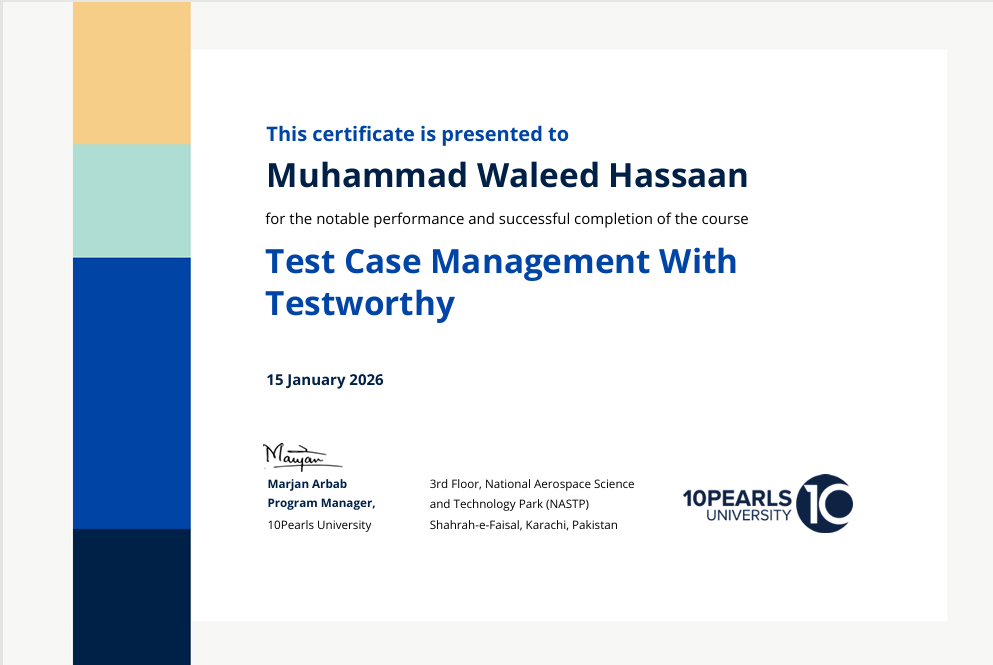 This certificate is presented to
Muhammad Waleed Hassaan
for the notable performance and successful completion of the course
Test Case Management With
Testworthy
15 January 2026
Marjan
Marjan Arbab
Program Manager,
10Pearls University
3rd Floor, National Aerospace Science
and Technology Park (NASTP)
Shahrah-e-Faisal, Karachi, Pakistan
10PEARLS
UNIVERSITY
10